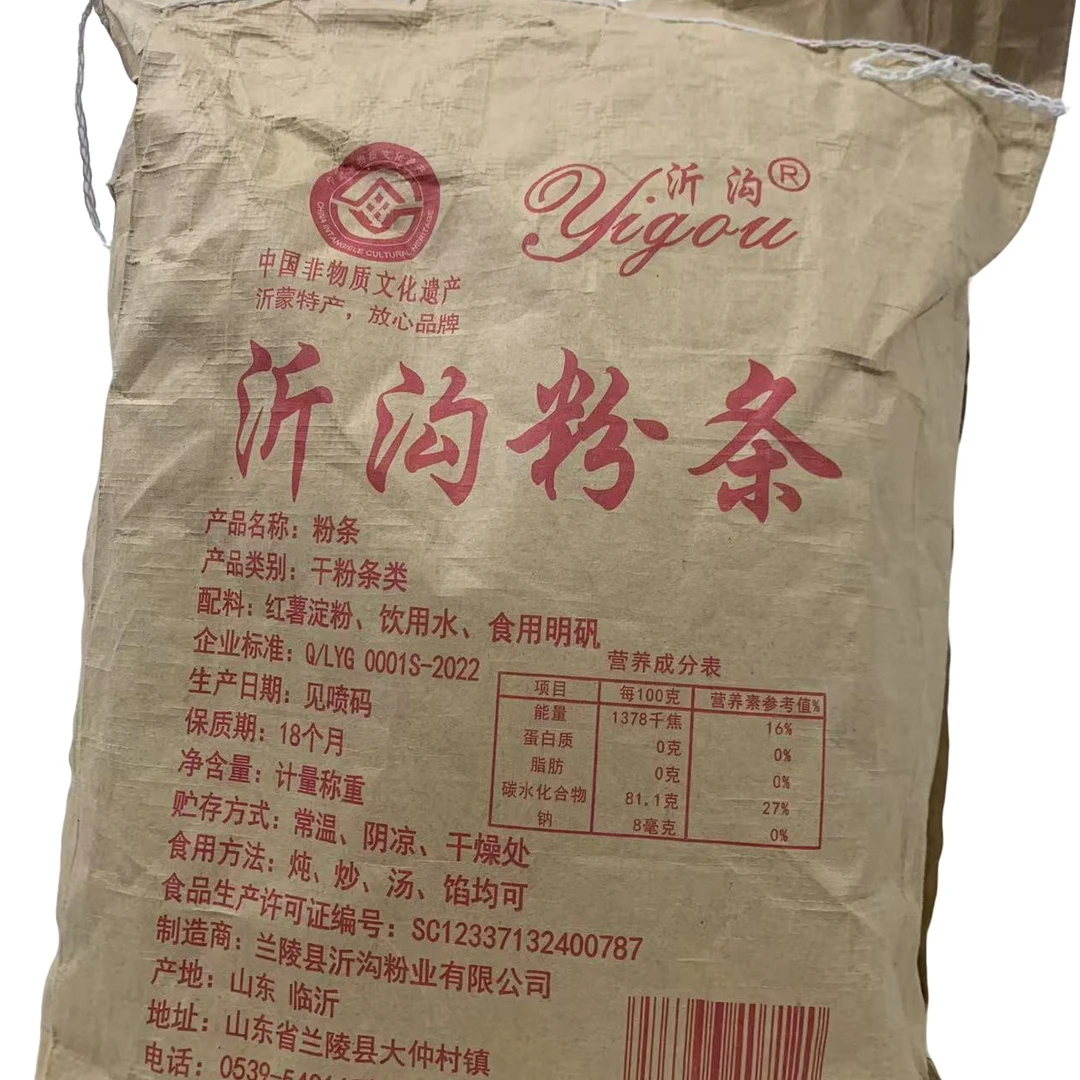 CHINA INTANGIBLE CULTURAL HERITAGE
中国非物质文化遗产
沂蒙特产，放心品牌
沂沟®
Yigou
沂沟粉条
产品名称：粉条
产品类别：干粉条类
配料：红薯淀粉、饮用水、食用明矾
企业标准：Q/LYG 0001S-2022
生产日期：见喷码
保质期：18个月
净含量：计量称重
贮存方式：常温、阴凉、干燥处
食用方法：炖、炒、汤、馅均可
食品生产许可证编号：SC12337132400787
制造商：兰陵县沂沟粉业有限公司
产地：山东 临沂
地址：山东省兰陵县大仲村镇
电话：0539-
营养成分表
项目 每100克 营养素参考值%
能量 1378千焦 16%
蛋白质 0克 0%
脂肪 0克 0%
碳水化合物 81.1克 27%
钠 8毫克 0%